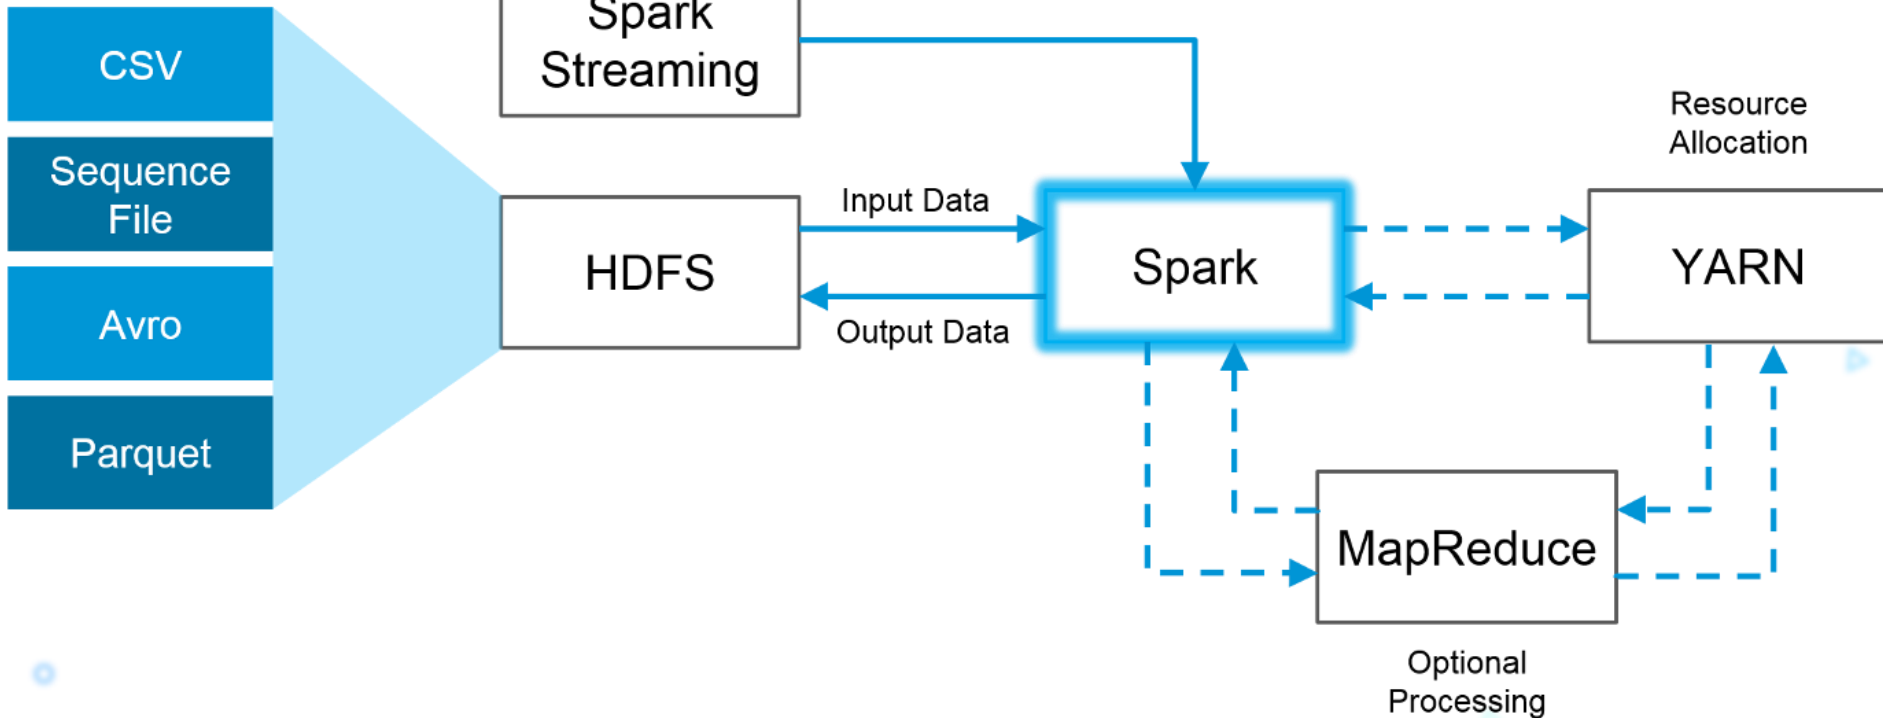 CSV
Sequence
File
Avro
Parquet
Spark
Streaming
HDFS
Input Data
Output Data
Spark
Resource
Allocation
YARN
MapReduce
Optional
Processing